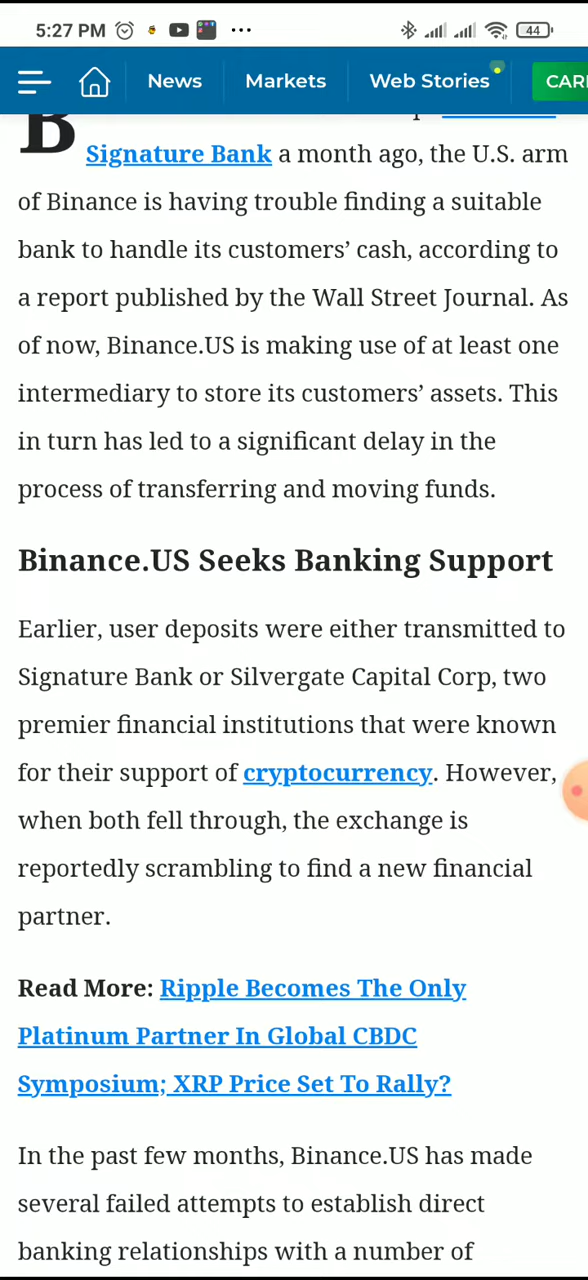 5:27 PM
44
News Markets Web Stories
B
Signature Bank a month ago, the U.S. arm
of Binance is having trouble finding a suitable
bank to handle its customers’ cash, according to
a report published by the Wall Street Journal. As
of now, Binance.US is making use of at least one
intermediary to store its customers’ assets. This
in turn has led to a significant delay in the
process of transferring and moving funds.
Binance.US Seeks Banking Support
Earlier, user deposits were either transmitted to
Signature Bank or Silvergate Capital Corp, two
premier financial institutions that were known
for their support of cryptocurrency. However,
when both fell through, the exchange is
reportedly scrambling to find a new financial
partner.
Read More: Ripple Becomes The Only
Platinum Partner In Global CBDC
Symposium; XRP Price Set To Rally?
In the past few months, Binance.US has made
several failed attempts to establish direct
banking relationships with a number of